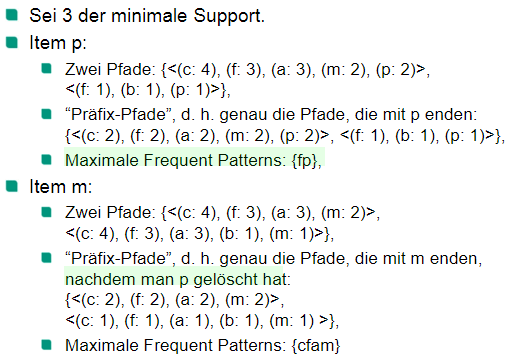 Sei 3 der minimale Support.
Item p:
Zwei Pfade: {<(c: 4), (f: 3), (a: 3), (m: 2), (p: 2)>,
<(f: 1), (b: 1), (p: 1)>},
“Präfix-Pfade”, d. h. genau die Pfade, die mit p enden:
{<(c: 2), (f: 2), (a: 2), (m: 2), (p: 2)>, <(f: 1), (b: 1), (p: 1)>},
Maximale Frequent Patterns: {fp},
Item m:
Zwei Pfade: {<(c: 4), (f: 3), (a: 3), (m: 2)>,
<(c: 4), (f: 3), (a: 3), (b: 1), (m: 1)>},
“Präfix-Pfade”, d. h. genau die Pfade, die mit m enden,
nachdem man p gelöscht hat:
{<(c: 2), (f: 2), (a: 2), (m: 2)>,
<(c: 1), (f: 1), (a: 1), (b: 1), (m: 1) >},
Maximale Frequent Patterns: {cfam}